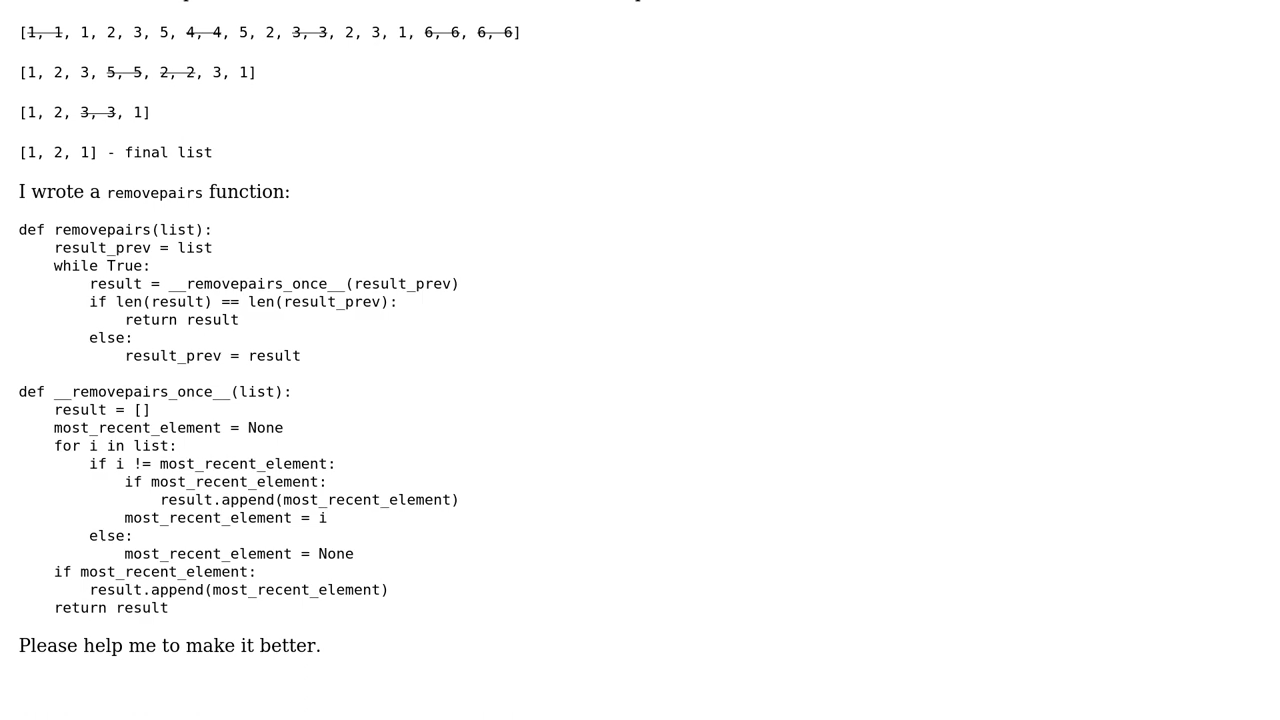 [1, 1, 1, 2, 3, 5, 4, 4, 5, 2, 3, 3, 2, 3, 1, 6, 6, 6, 6]
[1, 2, 3, 5, 5, 2, 2, 3, 1]
[1, 2, 3, 3, 1]
[1, 2, 1] - final list
I wrote a removepairs function:
def removepairs(list):
    result_prev = list
    while True:
        result = __removepairs_once__(result_prev)
        if len(result) == len(result_prev):
            return result
        else:
            result_prev = result
def __removepairs_once__(list):
    result = []
    most_recent_element = None
    for i in list:
        if i != most_recent_element:
            if most_recent_element:
                result.append(most_recent_element)
            most_recent_element = i
        else:
            most_recent_element = None
    if most_recent_element:
        result.append(most_recent_element)
    return result
Please help me to make it better.